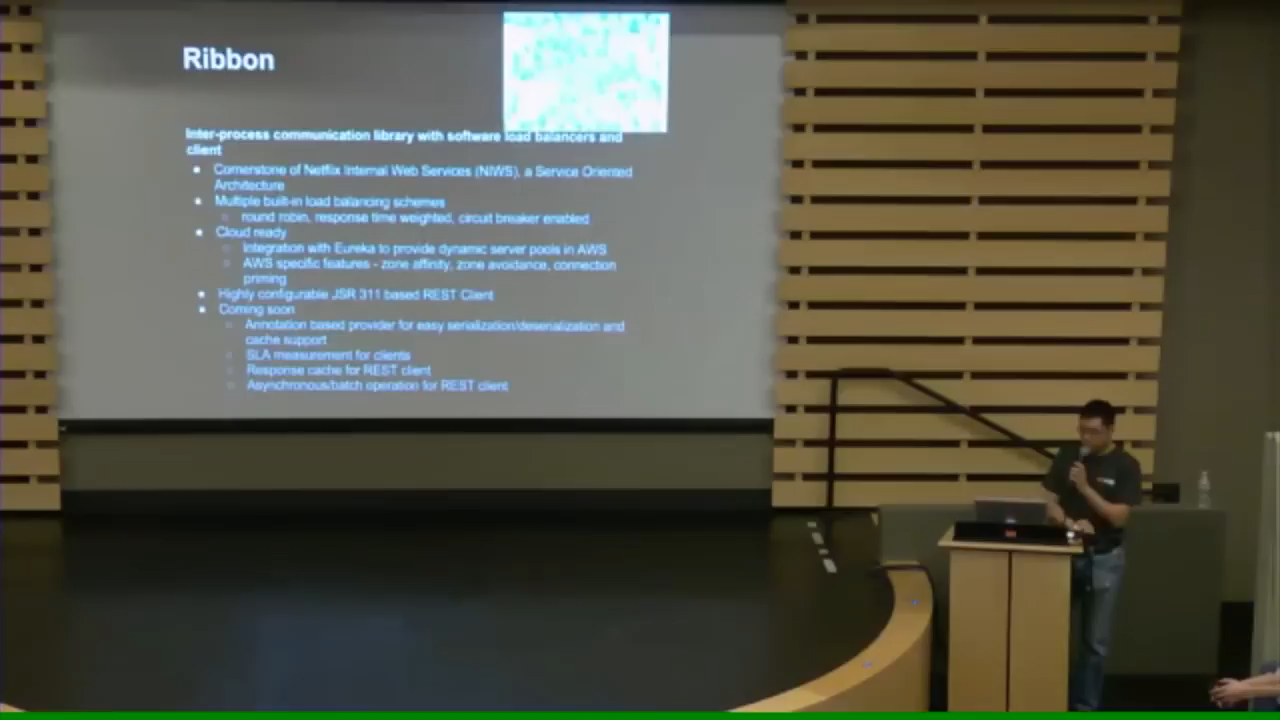 Ribbon
Inter-process communication library with software load balancers and
client
Cornerstone of Netflix Internal Web Services (NIWS), a Service Oriented
Architecture
Multiple built-in load balancing schemes
round robin, response time weighted, circuit breaker enabled
Cloud ready
Integration with Eureka to provide dynamic server pools in AWS
AWS specific features - zone affinity, zone avoidance, connection
priming
Highly configurable JSR 311 based REST Client
Coming soon
Annotation based provider for easy serialization/deserialization and
cache support
SLA measurement for clients
Response cache for REST client
Asynchronous/batch operation for REST client